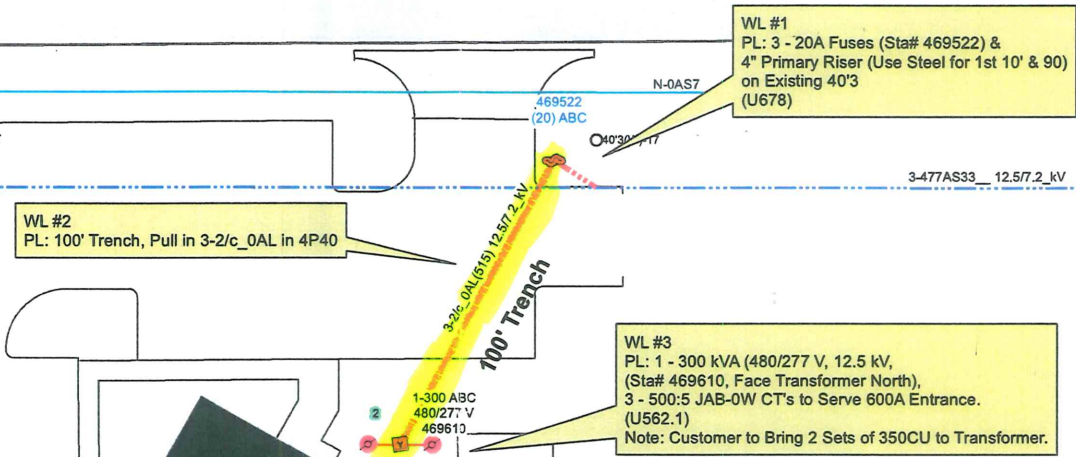 WL #1
PL: 3 - 20A Fuses (Sta# 469522) &
4" Primary Riser (Use Steel for 1st 10' & 90)
on Existing 40'3
(U678)
N-0AS7
469522
(20) ABC
3-477AS33__ 12.5/7.2_kV
WL #2
PL: 100' Trench, Pull in 3-2/c_0AL in 4P40
3-2/c_0AL(515) 12.5/7.2_kV
100' Trench
WL #3
PL: 1 - 300 kVA (480/277 V, 12.5 kV,
(Sta# 469610, Face Transformer North),
3 - 500:5 JAB-0W CT's to Serve 600A Entrance.
(U562.1)
Note: Customer to Bring 2 Sets of 350CU to Transformer.
1-300 ABC
480/277 V
469610
2
Y